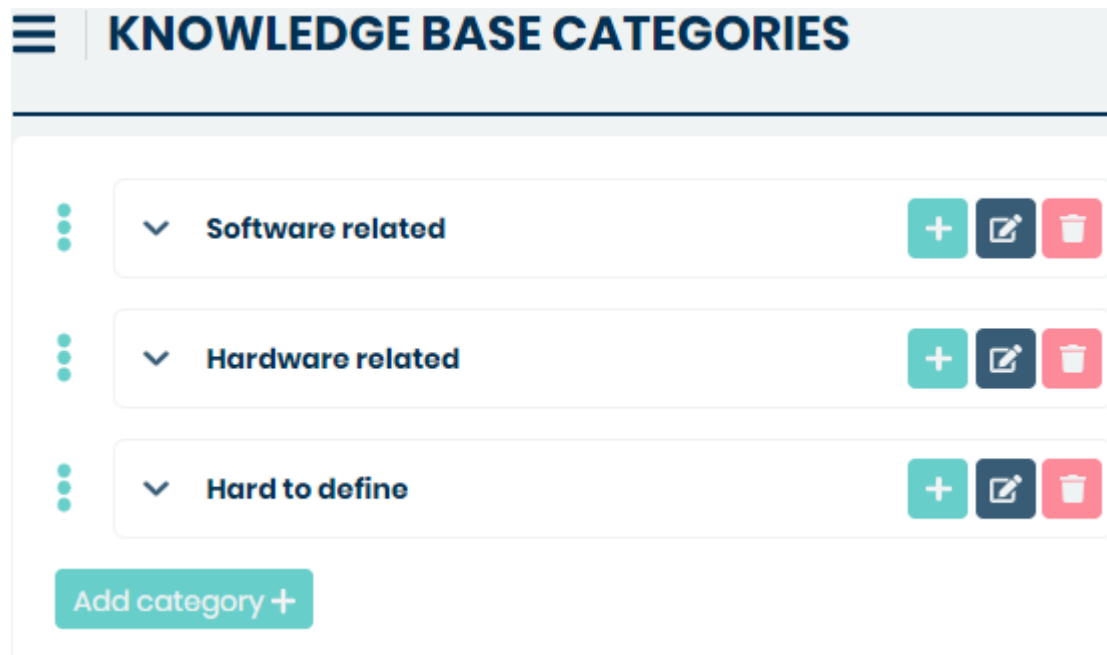 KNOWLEDGE BASE CATEGORIES
Software related
Hardware related
Hard to define
Add category +